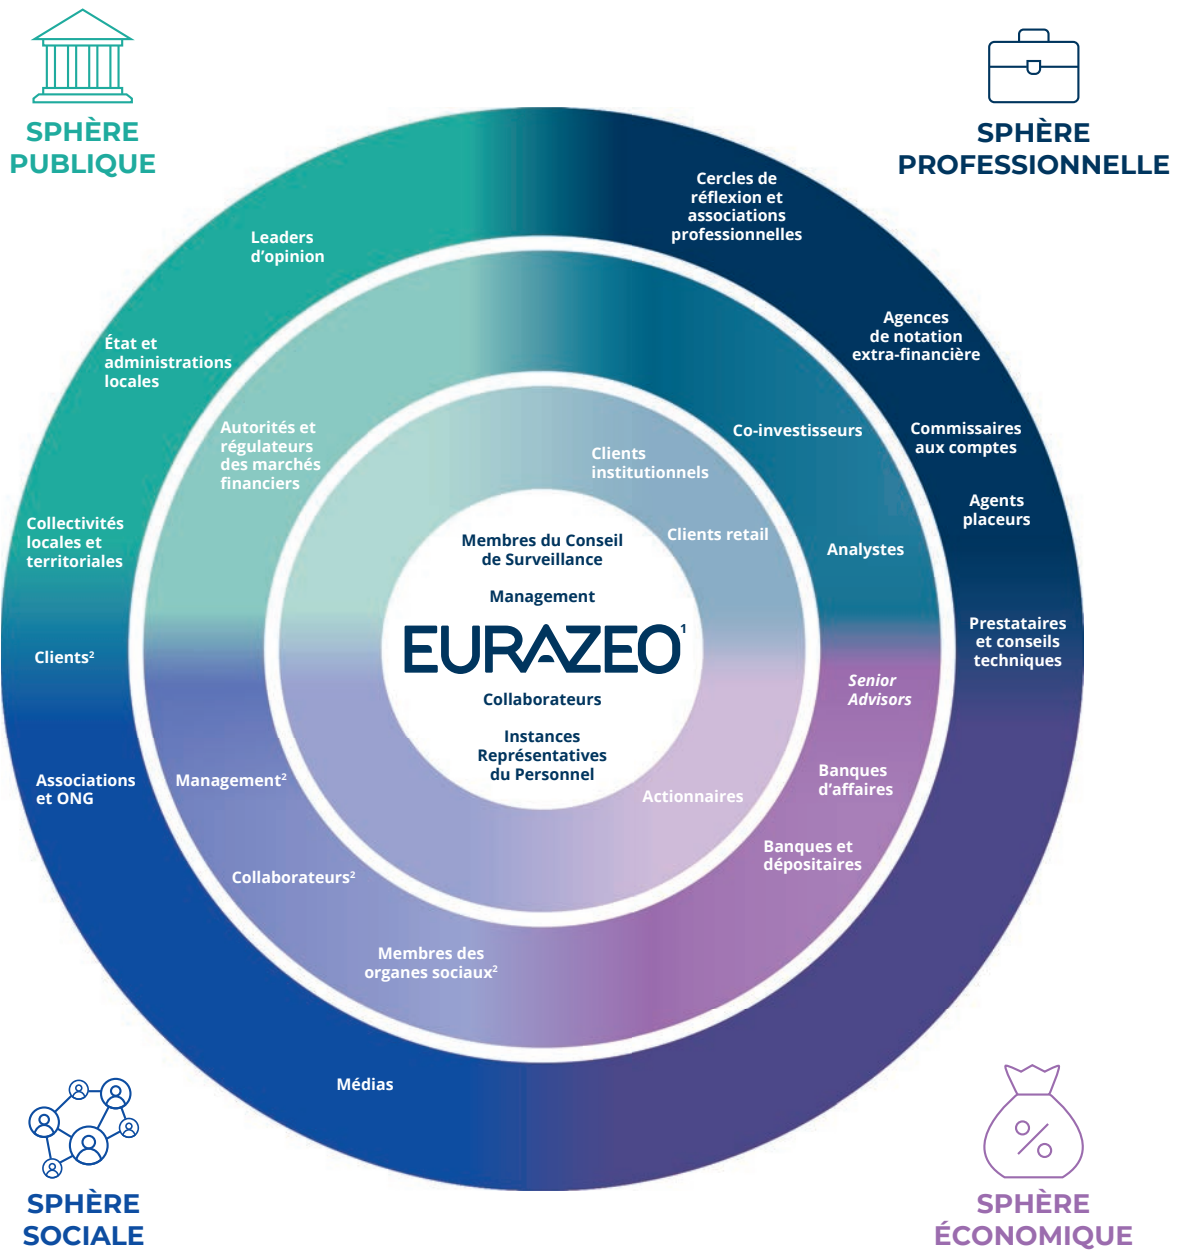 SPHÈRE
PUBLIQUE
SPHÈRE
PROFESSIONNELLE
Cercles de
réflexion et
associations
professionnelles
Leaders
d'opinion
Agences
de notation
extra-financière
État et
administrations
locales
Autorités et
régulateurs
des marchés
financiers
Co-investisseurs
Commissaires
aux comptes
Clients
institutionnels
Agents
placeurs
Collectivités
locales et
territoriales
Clients retail
Analystes
Membres du Conseil
de Surveillance
Management
EURAZEO¹
Collaborateurs
Instances
Représentatives
du Personnel
Prestataires
et conseils
techniques
Clients²
Senior
Advisors
Associations
et ONG
Management²
Actionnaires
Banques
d'affaires
Banques et
dépositaires
Collaborateurs²
Membres des
organes sociaux²
Médias
SPHÈRE
SOCIALE
SPHÈRE
ÉCONOMIQUE